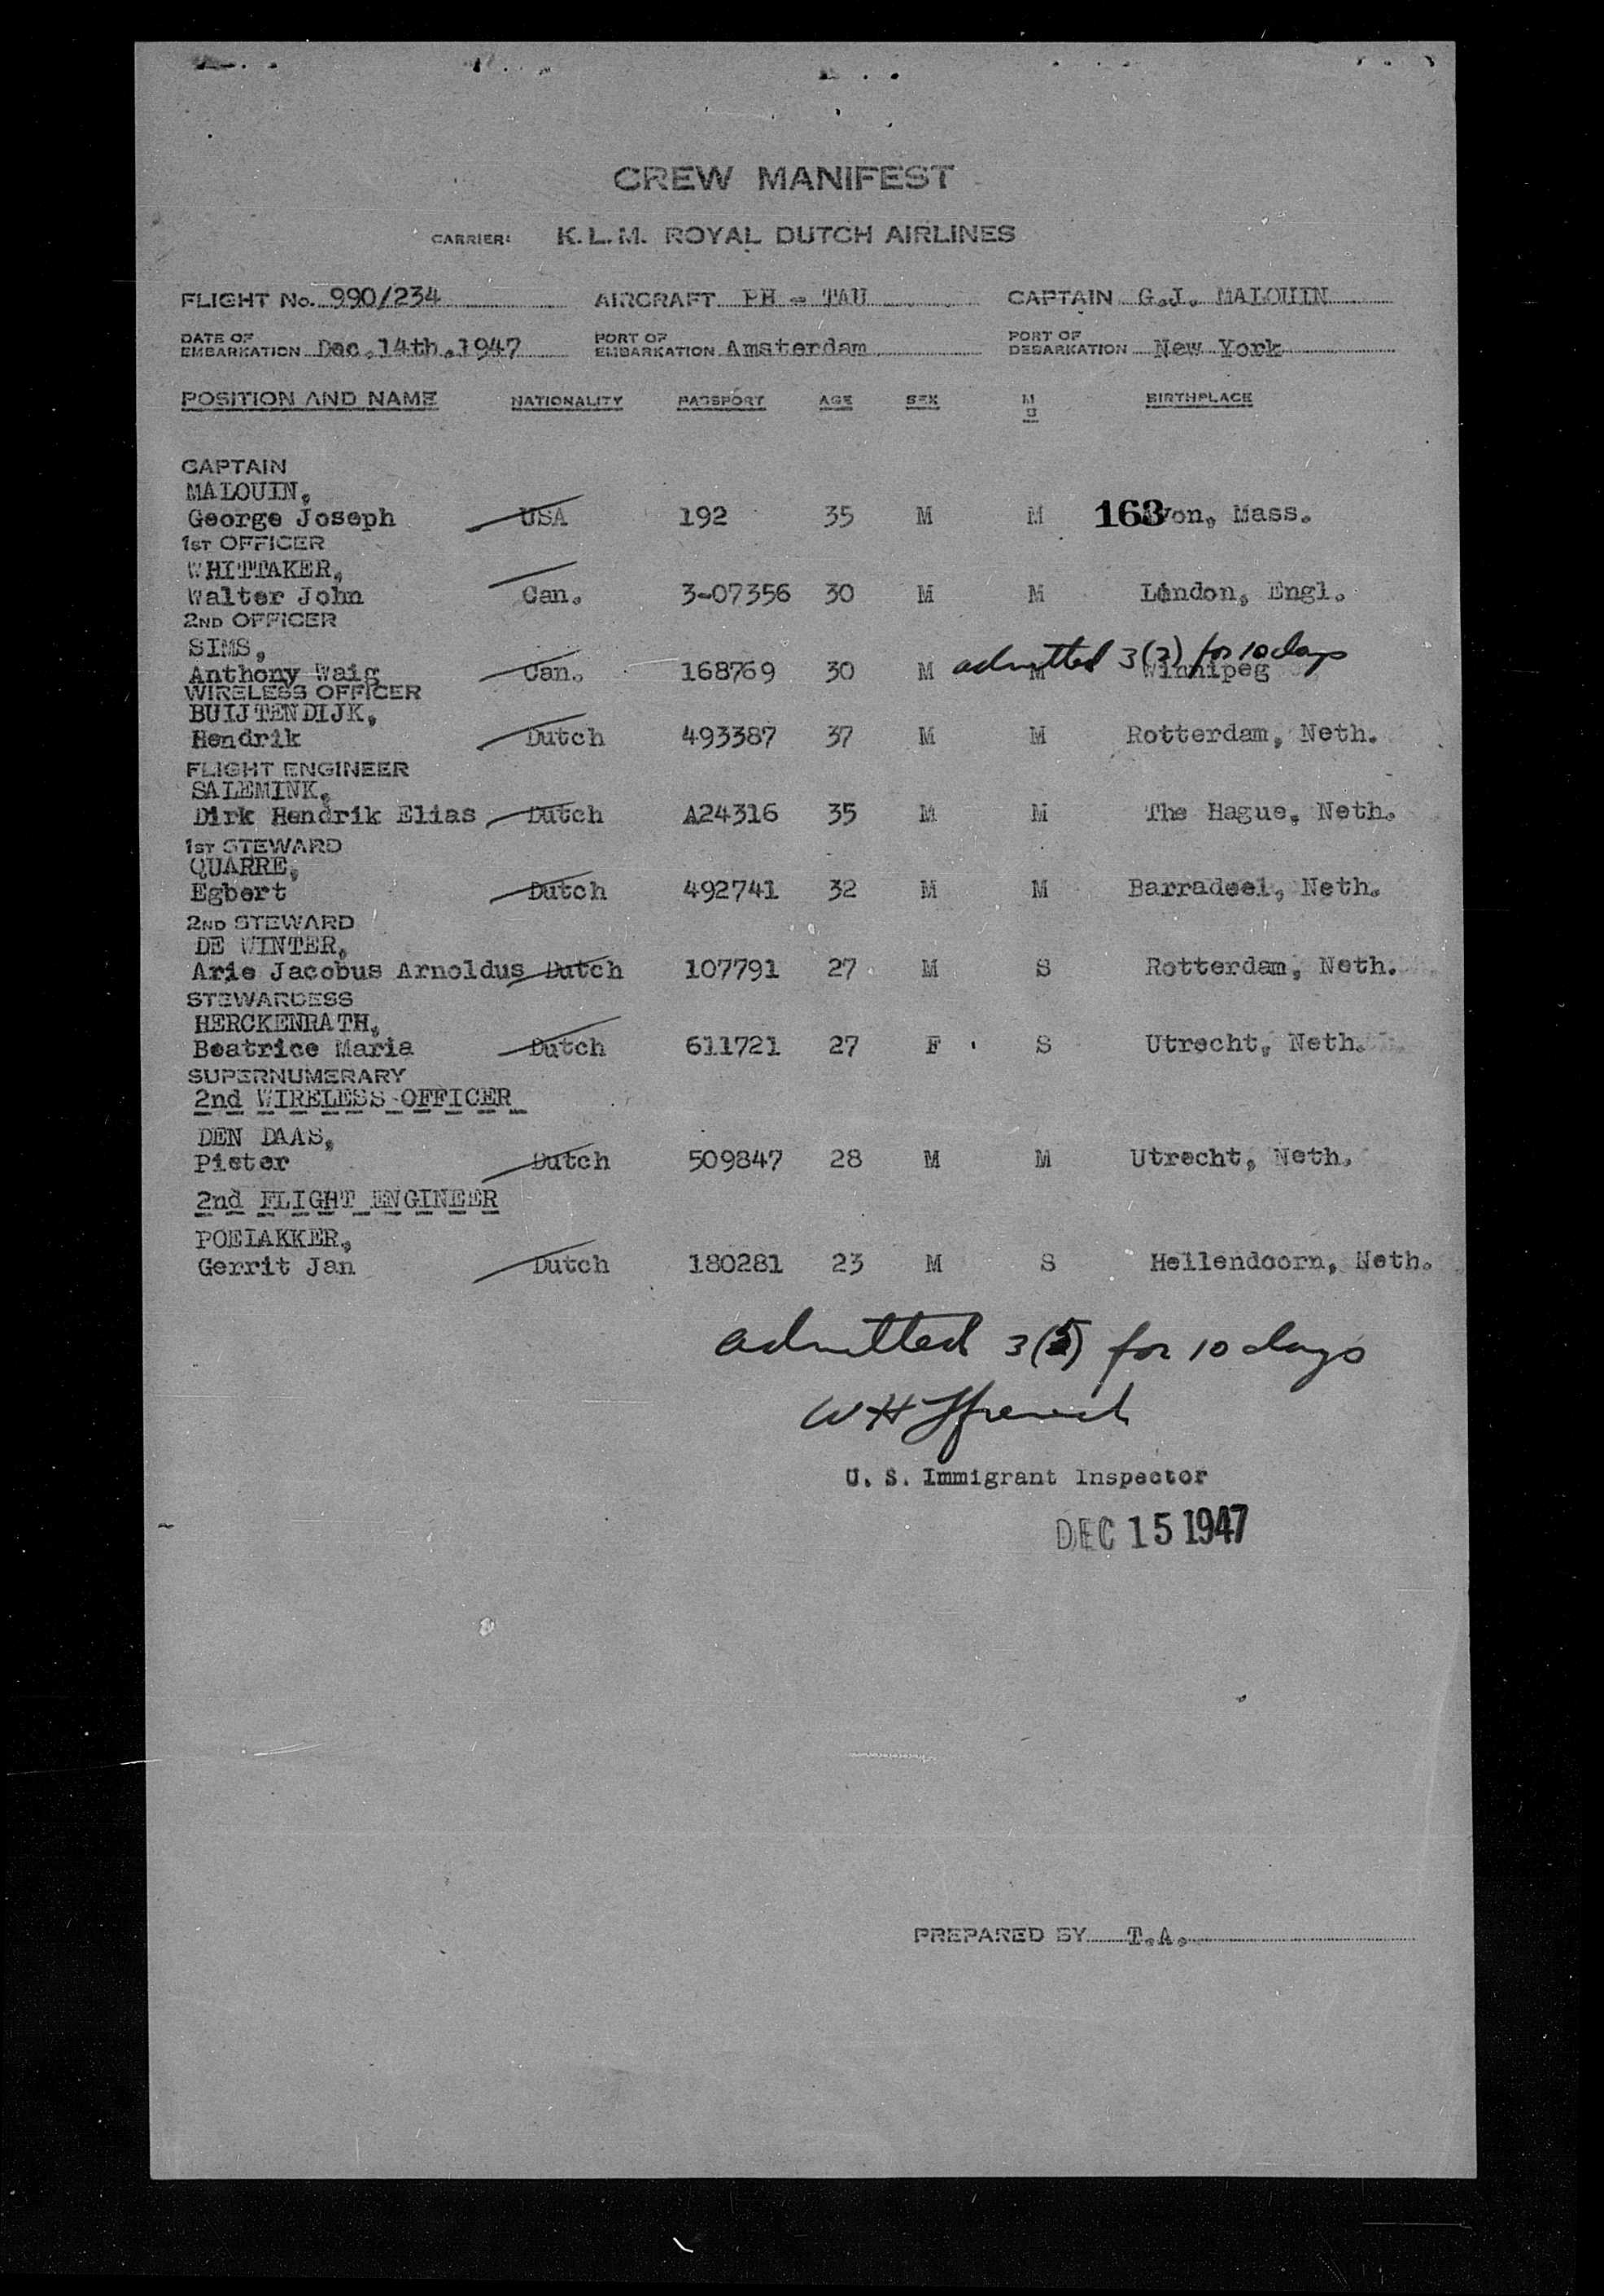 CREW MANIFEST
CARRIER: K.L.M. ROYAL DUTCH AIRLINES
FLIGHT No. 990/234 AIRCRAFT PH - TAU CAPTAIN G.J. MALOUIN
DATE OF EMBARKATION Dec.14th.1947 PORT OF EMBARKATION Amsterdam PORT OF DEBARKATION New York
POSITION AND NAME NATIONALITY PASSPORT AGE SEX M S BIRTHPLACE
CAPTAIN
MALOUIN,
George Joseph USA 192 35 M M 163 von, Mass.
1ST OFFICER
WHITTAKER,
Walter John Can. 3-07356 30 M M London, Engl.
2ND OFFICER
SIMS,
admitted 3(2) for 10 days
Anthony Waig Can. 168769 30 M M Winnipeg
WIRELESS OFFICER
BUIJTENDIJK,
Hendrik Dutch 493387 37 M M Rotterdam, Neth.
FLIGHT ENGINEER
SALEMINK,
Dirk Hendrik Elias Dutch A24316 35 M M The Hague, Neth.
1ST STEWARD
QUARRE,
Egbert Dutch 492741 32 M M Barradeel, Neth.
2ND STEWARD
DE WINTER,
Arie Jacobus Arnoldus Dutch 107791 27 M S Rotterdam, Neth.
STEWARDESS
HERCKENRATH,
Beatrice Maria Dutch 611721 27 F S Utrecht, Neth.
SUPERNUMERARY
2nd WIRELESS OFFICER
DEN DAAS,
Pieter Dutch 509847 28 M M Utrecht, Neth.
2nd FLIGHT ENGINEER
POELAKKER,
Gerrit Jan Dutch 180281 23 M S Hellendoorn, Neth.
admitted 3(5) for 10 days
W H
U. S. Immigrant Inspector
DEC 15 1947
PREPARED BY T.A.